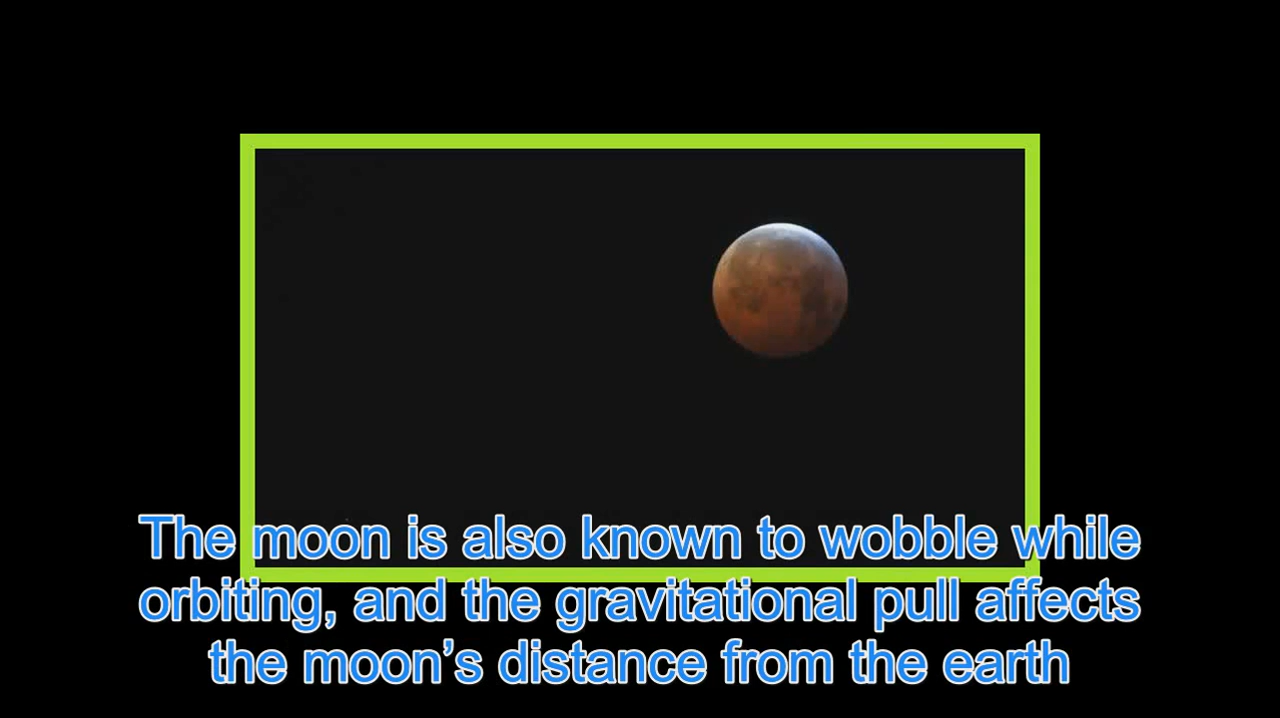 The moon is also known to wobble while
orbiting, and the gravitational pull affects
the moon’s distance from the earth